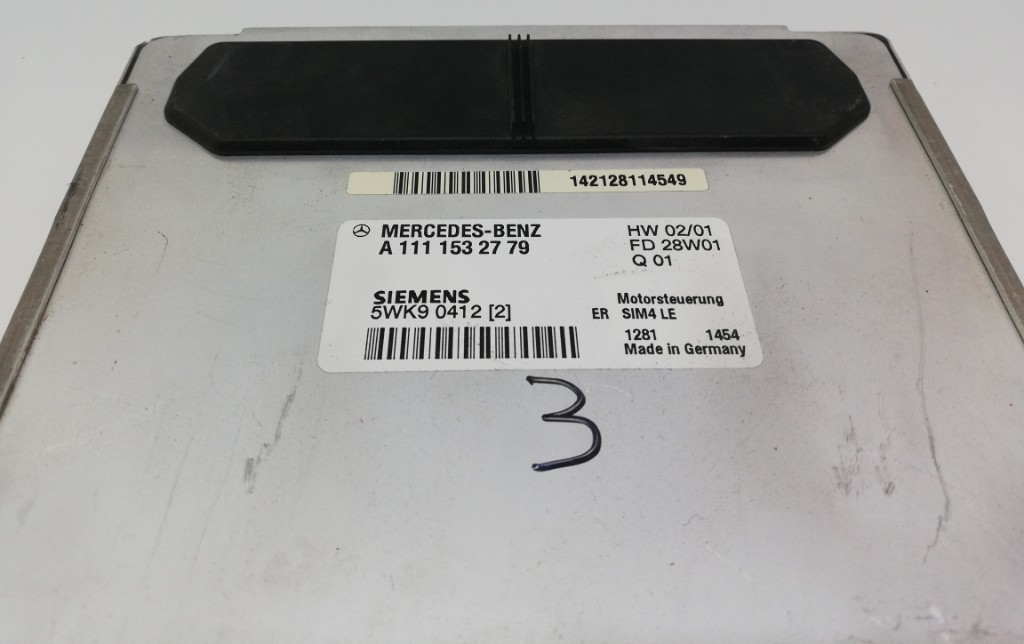 142128114549
MERCEDES-BENZ
A 111 153 27 79
HW 02/01
FD 28W01
Q 01
SIEMENS
5WK9 0412 [2]
Motorsteuerung
ER SIM4 LE
1281 1454
Made in Germany
3